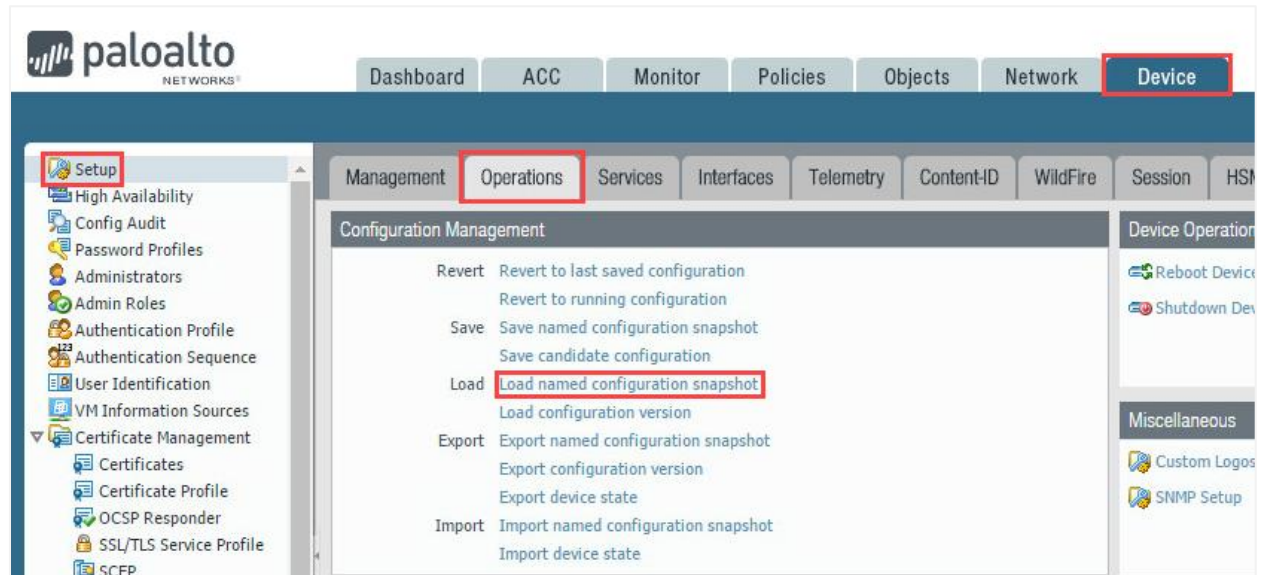 paloalto
NETWORKS®
Dashboard ACC Monitor Policies Objects Network Device
Setup
High Availability
Config Audit
Password Profiles
Administrators
Admin Roles
Authentication Profile
Authentication Sequence
User Identification
VM Information Sources
Certificate Management
Certificates
Certificate Profile
OCSP Responder
SSL/TLS Service Profile
SCEP
Management Operations Services Interfaces Telemetry Content-ID WildFire Session
Configuration Management
Revert Revert to last saved configuration
Revert to running configuration
Save Save named configuration snapshot
Save candidate configuration
Load Load named configuration snapshot
Load configuration version
Export Export named configuration snapshot
Export configuration version
Export device state
Import Import named configuration snapshot
Import device state
Device Operation
Reboot Device
Shutdown
Miscellaneous
Custom Logos
SNMP Setup